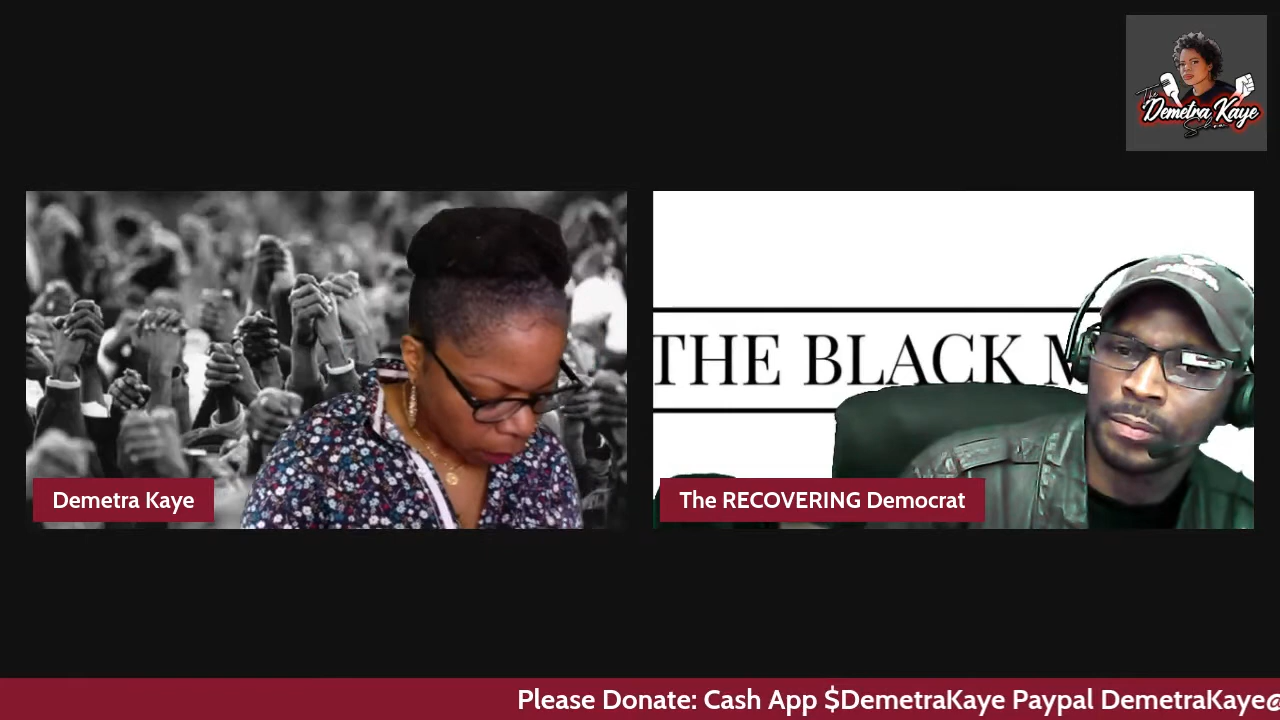 The
Demetra Kaye
Show
THE BLACK M
Demetra Kaye
The RECOVERING Democrat
Please Donate: Cash App $DemetraKaye Paypal DemetraKaye@